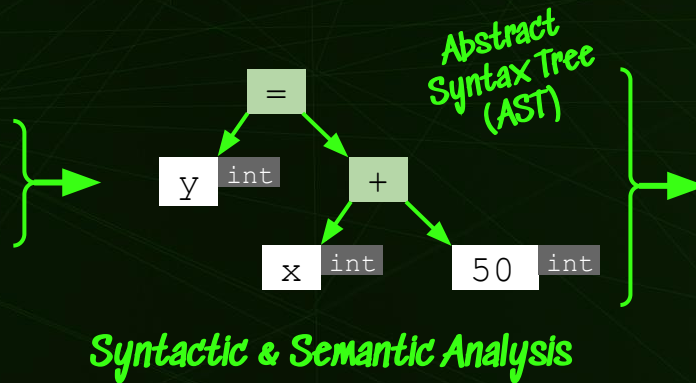 Abstract
Syntax Tree
(AST)
=
y int
+
x int
50 int
Syntactic & Semantic Analysis